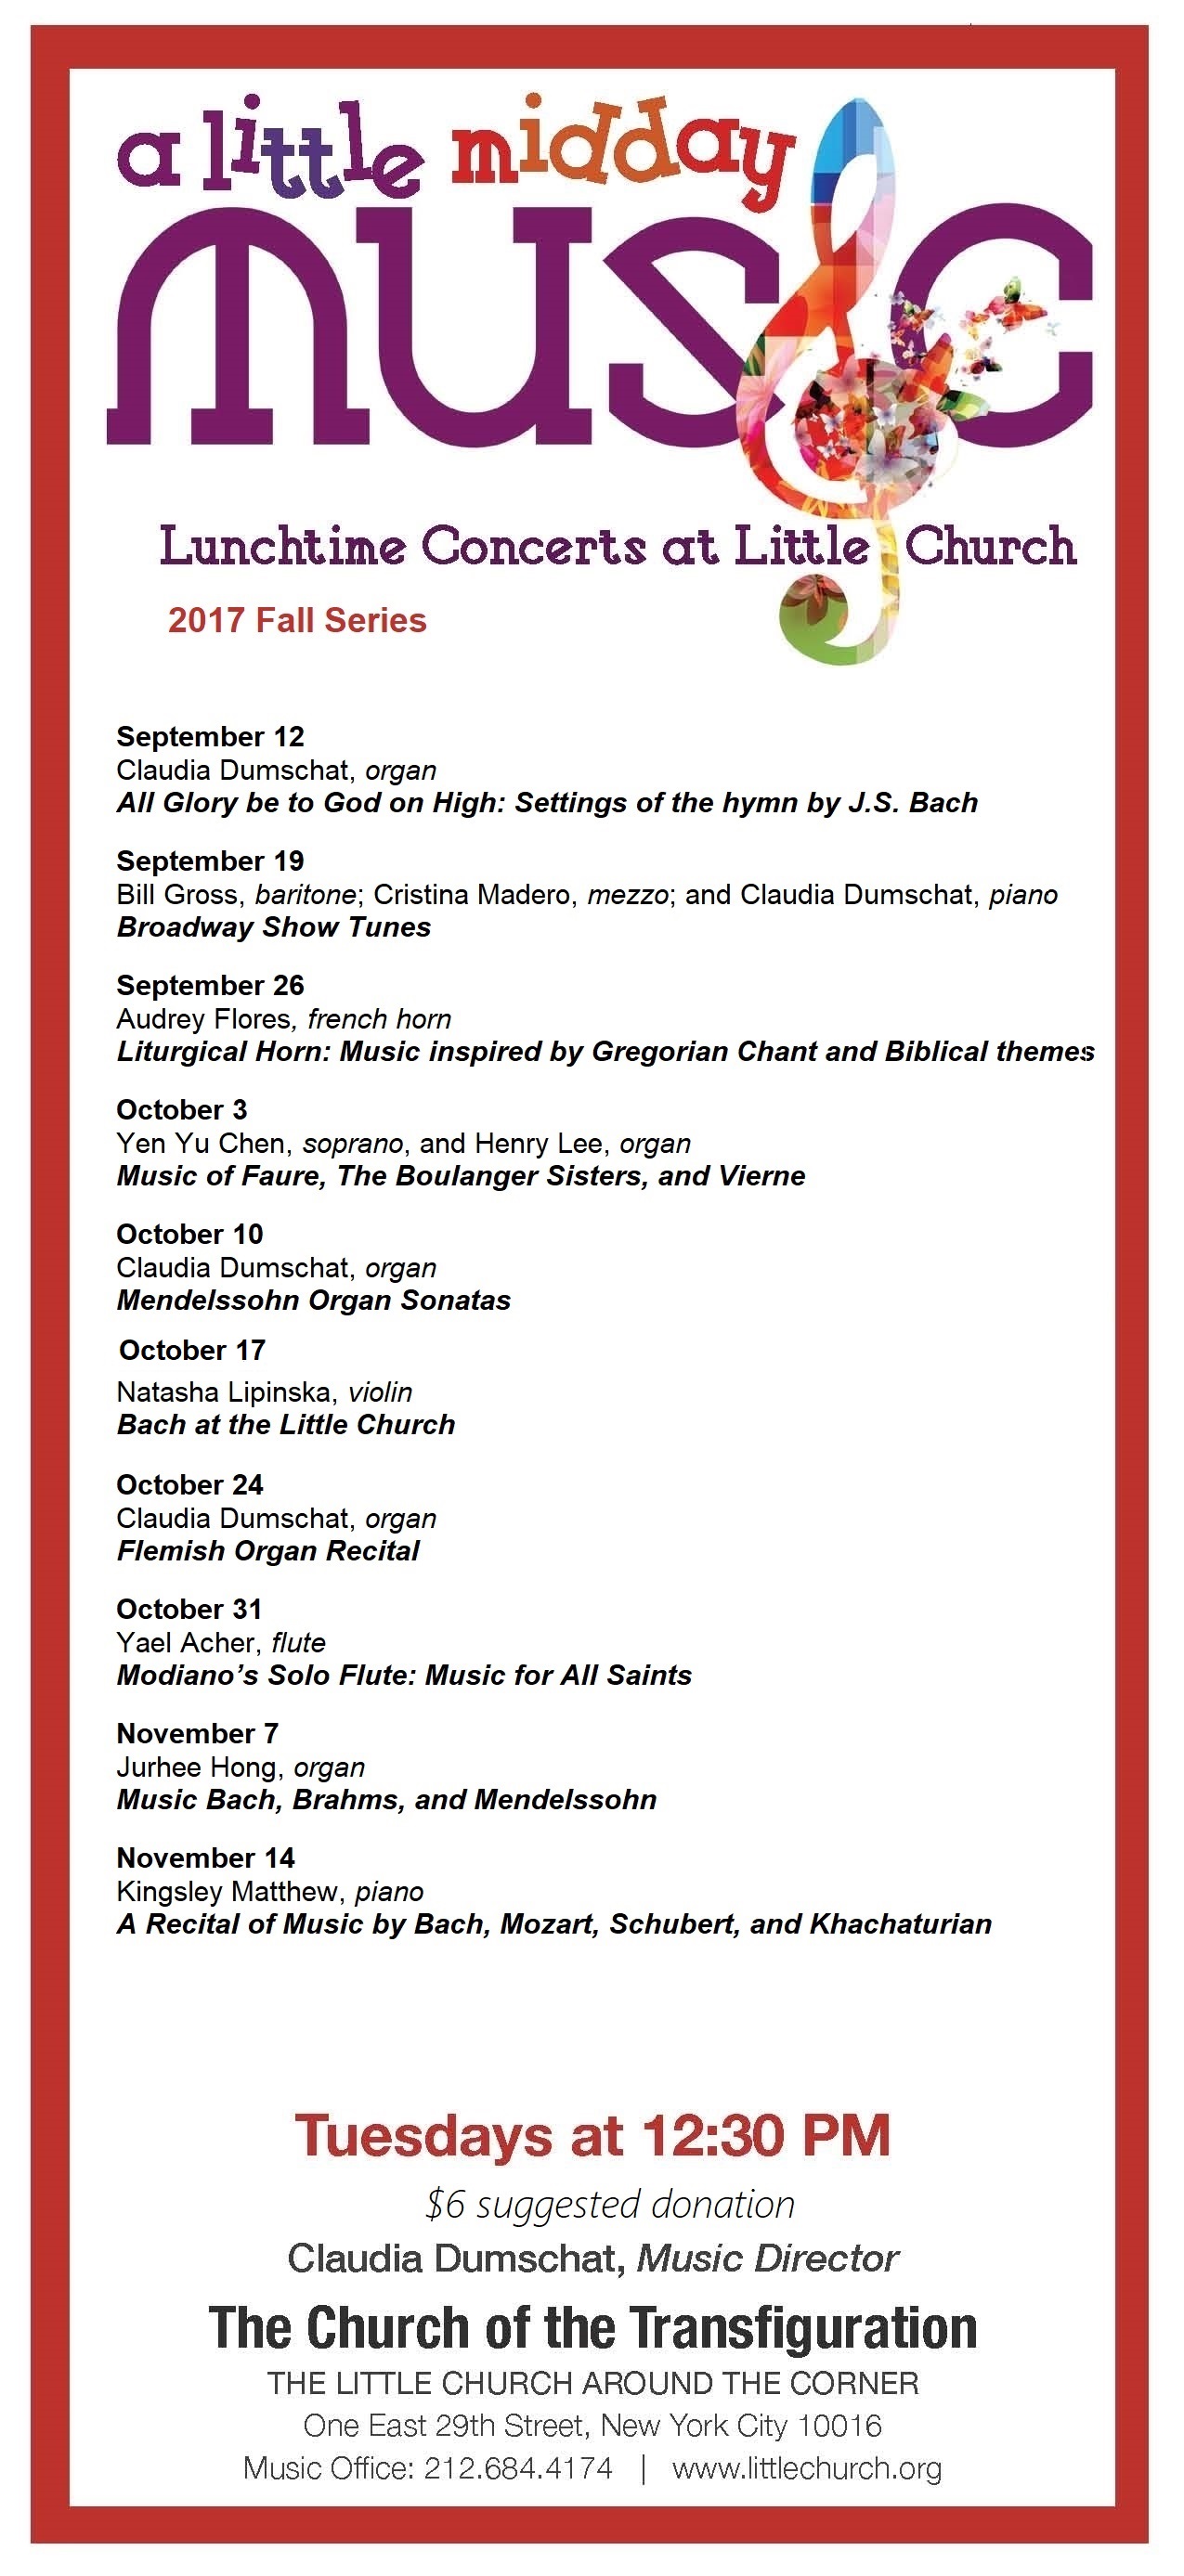 a little midday
music
Lunchtime Concerts at Little Church
2017 Fall Series
September 12
Claudia Dumschat, organ
All Glory be to God on High: Settings of the hymn by J.S. Bach
September 19
Bill Gross, baritone; Cristina Madero, mezzo; and Claudia Dumschat, piano
Broadway Show Tunes
September 26
Audrey Flores, french horn
Liturgical Horn: Music inspired by Gregorian Chant and Biblical themes
October 3
Yen Yu Chen, soprano, and Henry Lee, organ
Music of Faure, The Boulanger Sisters, and Vierne
October 10
Claudia Dumschat, organ
Mendelssohn Organ Sonatas
October 17
Natasha Lipinska, violin
Bach at the Little Church
October 24
Claudia Dumschat, organ
Flemish Organ Recital
October 31
Yael Acher, flute
Modiano’s Solo Flute: Music for All Saints
November 7
Jurhee Hong, organ
Music Bach, Brahms, and Mendelssohn
November 14
Kingsley Matthew, piano
A Recital of Music by Bach, Mozart, Schubert, and Khachaturian
Tuesdays at 12:30 PM
$6 suggested donation
Claudia Dumschat, Music Director
The Church of the Transfiguration
THE LITTLE CHURCH AROUND THE CORNER
One East 29th Street, New York City 10016
Music Office: 212.684.4174 | www.littlechurch.org